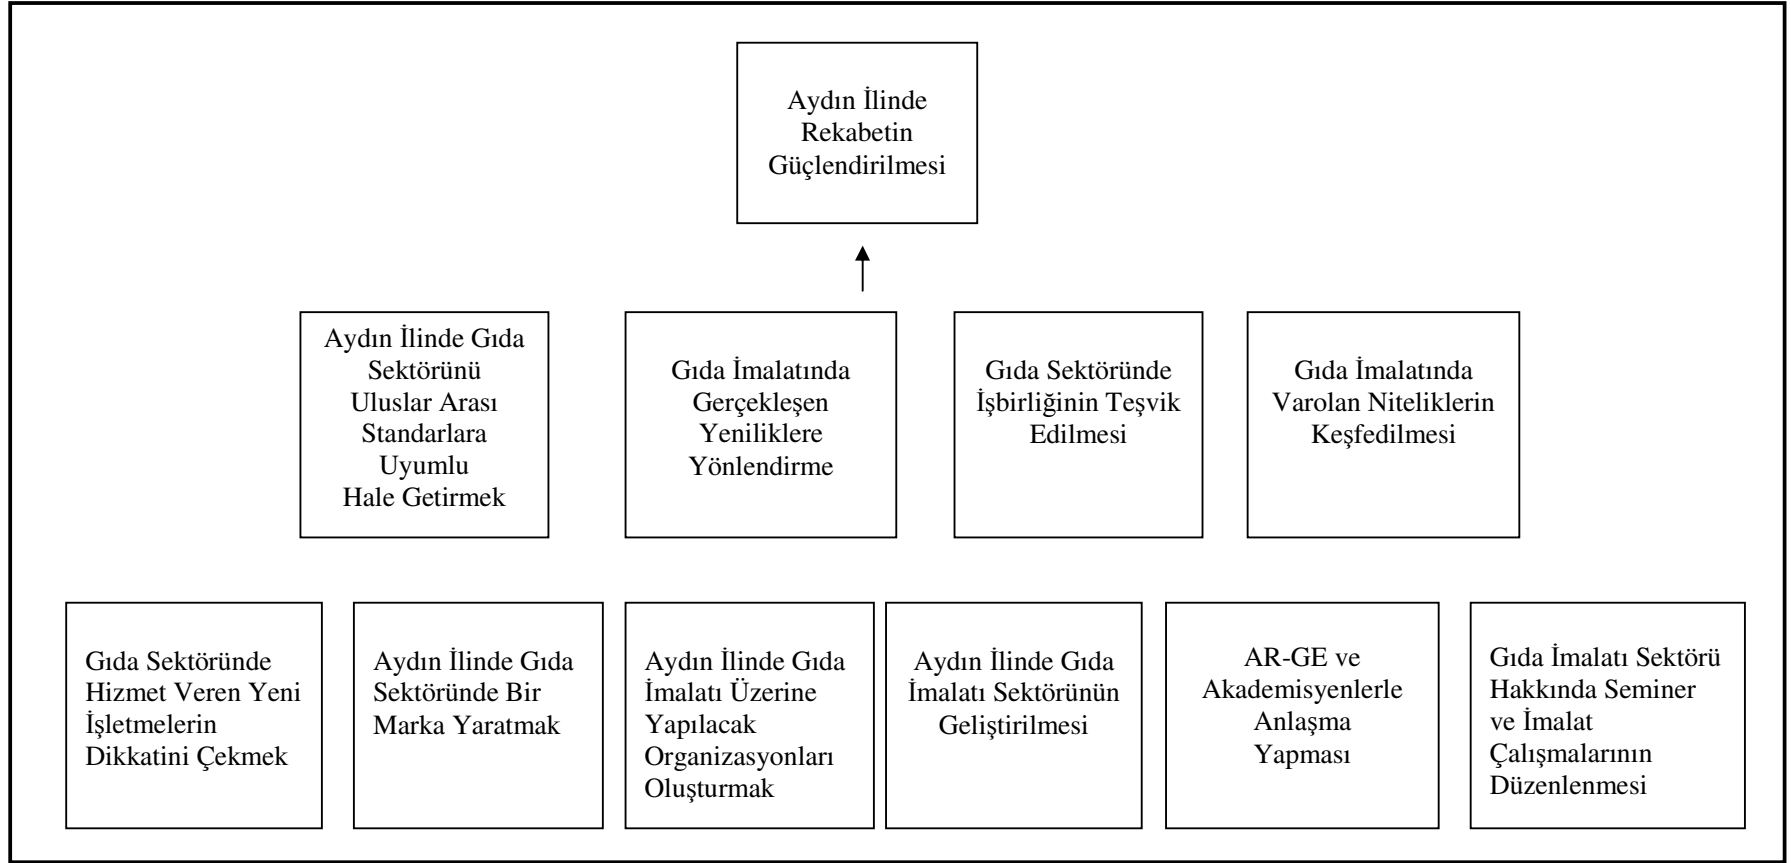 Aydın İlinde
Rekabetin
Güçlendirilmesi
Aydın İlinde Gıda
Sektörünü
Uluslar Arası
Standarlara
Uyumlu
Hale Getirmek
Gıda İmalatında
Gerçekleşen
Yeniliklere
Yönlendirme
Gıda Sektöründe
İşbirliğinin Teşvik
Edilmesi
Gıda İmalatında
Varolan Niteliklerin
Keşfedilmesi
Gıda Sektöründe
Hizmet Veren Yeni
İşletmelerin
Dikkatini Çekmek
Aydın İlinde Gıda
Sektöründe Bir
Marka Yaratmak
Aydın İlinde Gıda
İmalatı Üzerine
Yapılacak
Organizasyonları
Oluşturmak
Aydın İlinde Gıda
İmalatı Sektörünün
Geliştirilmesi
AR-GE ve
Akademisyenlerle
Anlaşma
Yapması
Gıda İmalatı Sektörü
Hakkında Seminer
ve İmalat
Çalışmalarının
Düzenlenmesi